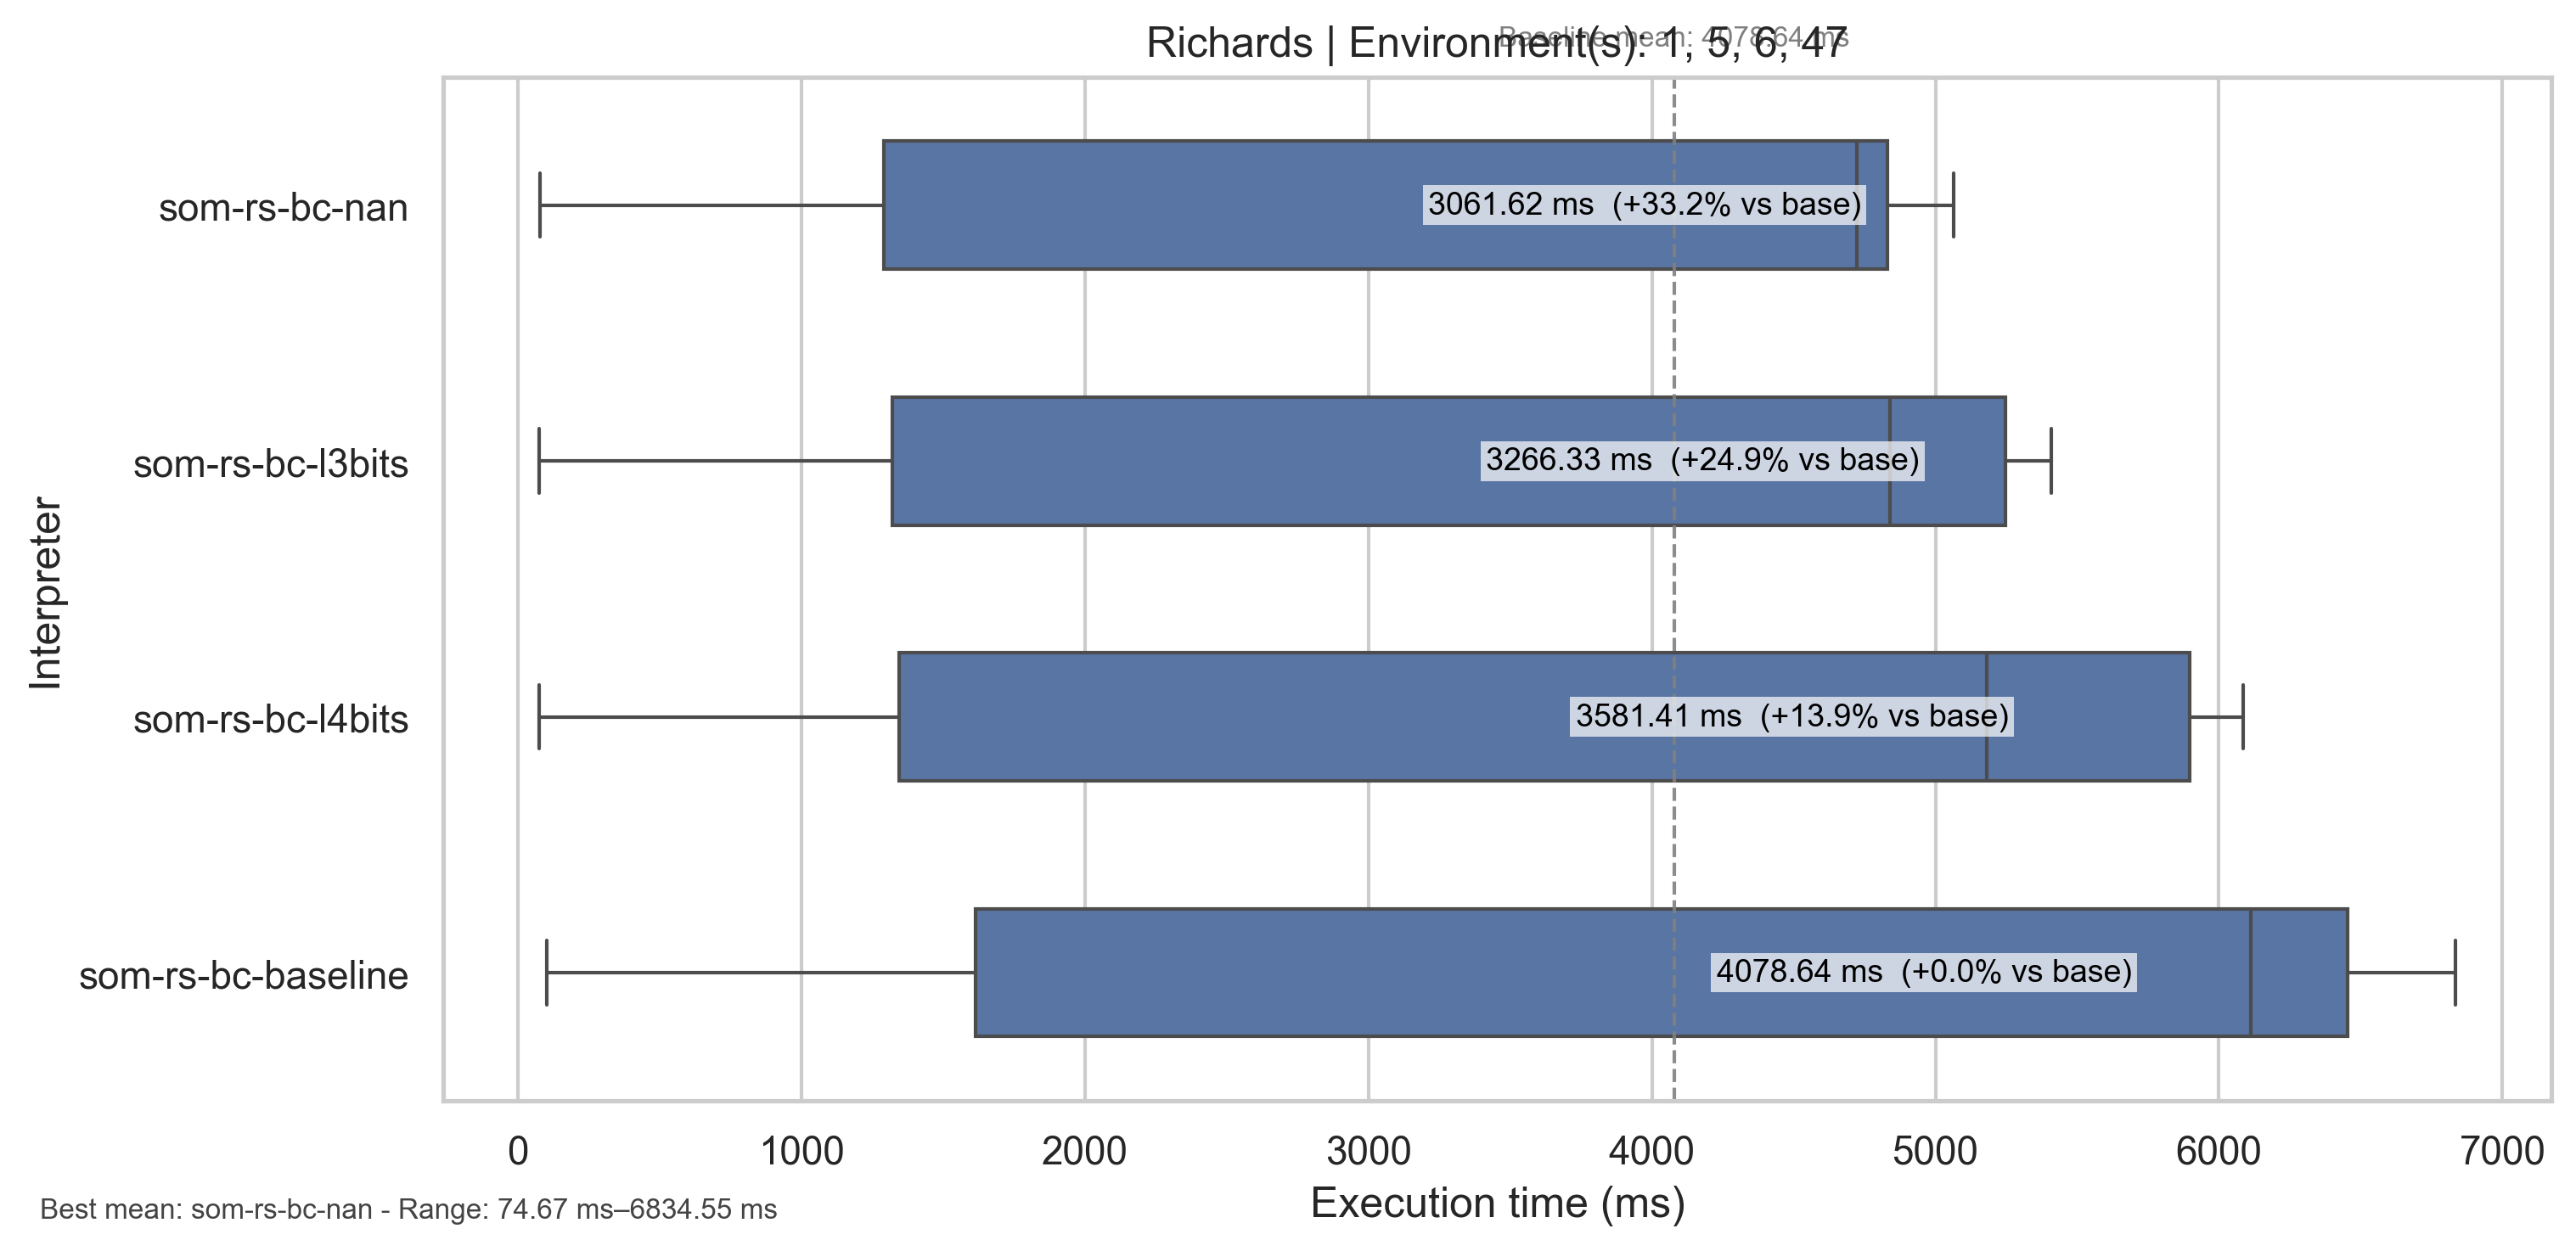 Baseline mean: 4078.64 ms
Richards | Environment(s): 1, 5, 6, 47
Interpreter
som-rs-bc-nan
3061.62 ms (+33.2% vs base)
som-rs-bc-l3bits
3266.33 ms (+24.9% vs base)
som-rs-bc-l4bits
3581.41 ms (+13.9% vs base)
som-rs-bc-baseline
4078.64 ms (+0.0% vs base)
0 1000 2000 3000 4000 5000 6000 7000
Execution time (ms)
Best mean: som-rs-bc-nan - Range: 74.67 ms–6834.55 ms